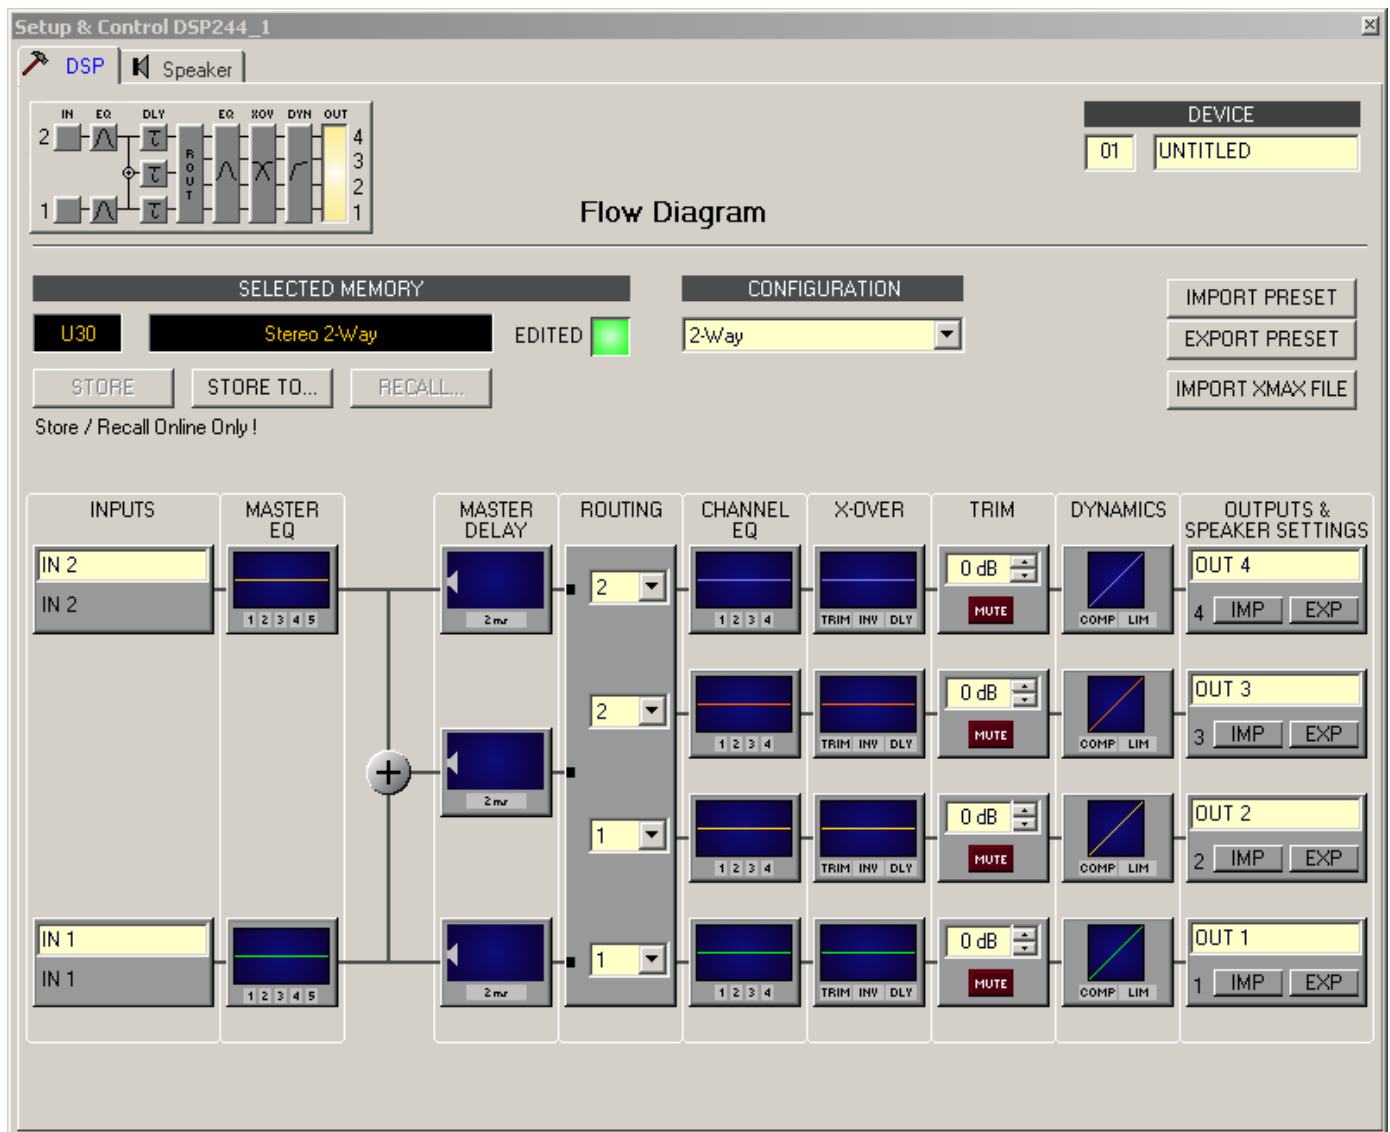 Setup & Control DSP244_1
DSP Speaker
IN EQ DLY EQ XOV DYN OUT
2 4
ROUT 3
2
1 1
DEVICE
01 UNTITLED
Flow Diagram
SELECTED MEMORY
CONFIGURATION
U30 Stereo 2-Way EDITED
2-Way
IMPORT PRESET
EXPORT PRESET
STORE STORE TO... RECALL...
IMPORT XMAX FILE
Store / Recall Online Only !
INPUTS MASTER EQ MASTER DELAY ROUTING CHANNEL EQ X-OVER TRIM DYNAMICS OUTPUTS & SPEAKER SETTINGS
IN 2 2 0 dB OUT 4
IN 2 1 2 3 4 5 2 ms 1 2 3 4 TRIM INV DLY MUTE COMP LIM 4 IMP EXP
2 0 dB OUT 3
1 2 3 4 TRIM INV DLY MUTE COMP LIM 3 IMP EXP
+
2 ms
1 0 dB OUT 2
1 2 3 4 TRIM INV DLY MUTE COMP LIM 2 IMP EXP
IN 1 1 0 dB OUT 1
IN 1 1 2 3 4 5 2 ms 1 2 3 4 TRIM INV DLY MUTE COMP LIM 1 IMP EXP